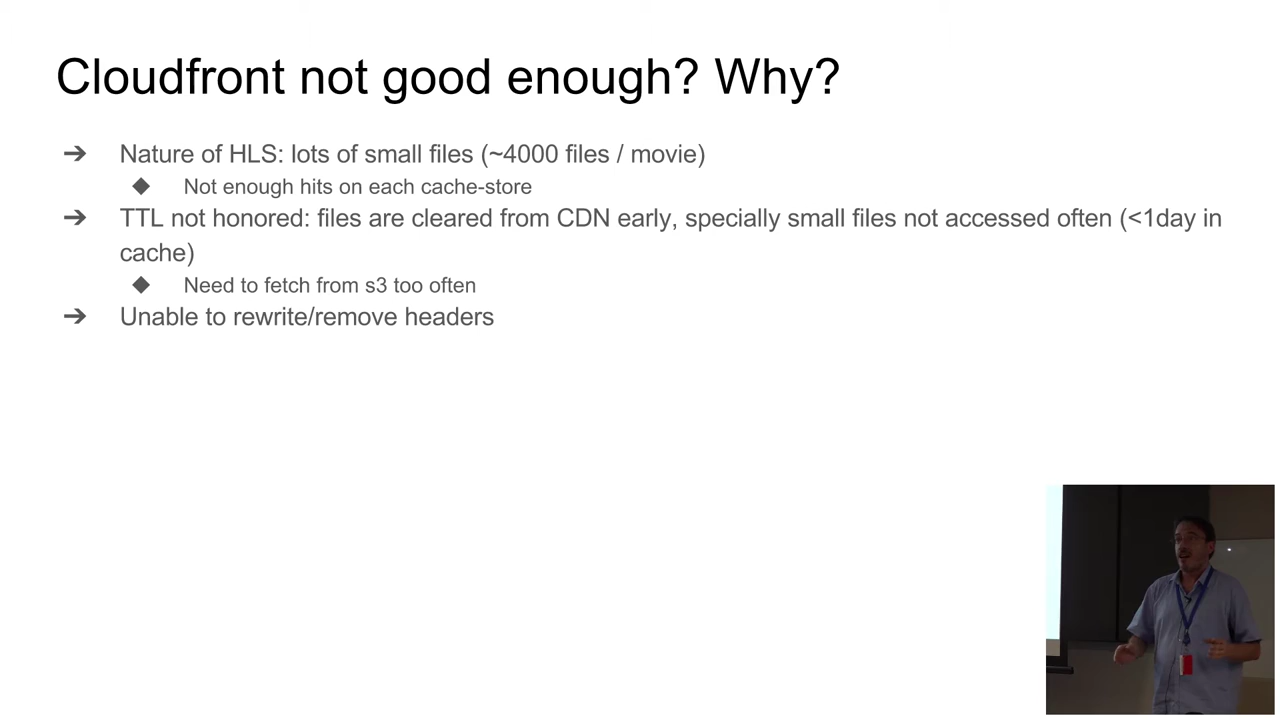 Cloudfront not good enough? Why?
➔ Nature of HLS: lots of small files (~4000 files / movie)
◆ Not enough hits on each cache-store
➔ TTL not honored: files are cleared from CDN early, specially small files not accessed often (<1day in
cache)
◆ Need to fetch from s3 too often
➔ Unable to rewrite/remove headers